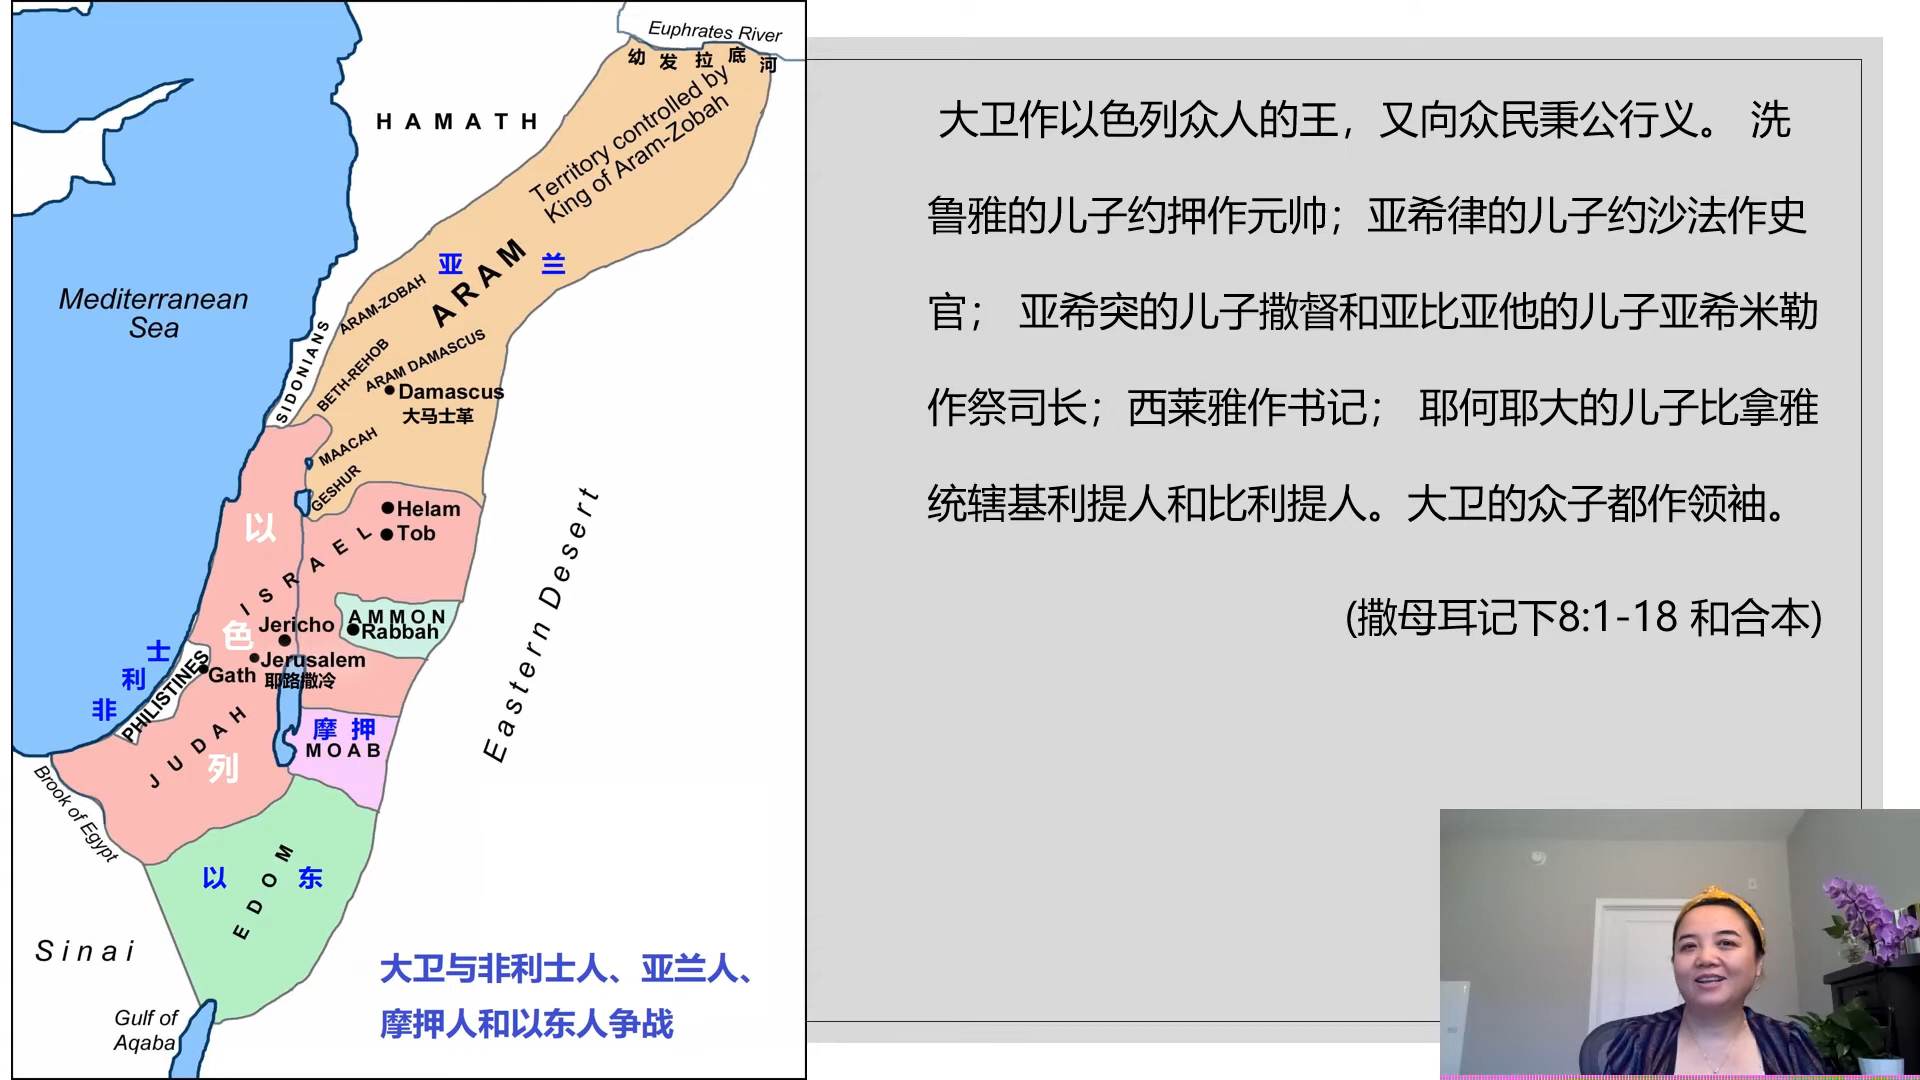 Euphrates River
幼发拉底河
HAMATH
Territory controlled by
King of Aram-Zobah
亚兰
ARAM
ARAM-ZOBAH
Mediterranean
Sea
SIDONIANS
BETH-REHOB
ARAM DAMASCUS
Damascus
大马士革
MAACAH
GESHUR
Helam
Tob
以色列
ISRAEL
Eastern Desert
AMMON
Rabbah
Jericho
Jerusalem
耶路撒冷
Gath
非利士
PHILISTINES
JUDAH
摩押
MOAB
Brook of Egypt
以东
EDOM
Sinai
Gulf of
Aqaba
大卫与非利士人、亚兰人、
摩押人和以东人争战
大卫作以色列众人的王，又向众民秉公行义。 洗
鲁雅的儿子约押作元帅；亚希律的儿子约沙法作史
官； 亚希突的儿子撒督和亚比亚他的儿子亚希米勒
作祭司长；西莱雅作书记； 耶何耶大的儿子比拿雅
统辖基利提人和比利提人。大卫的众子都作领袖。
(撒母耳记下8:1-18 和合本)